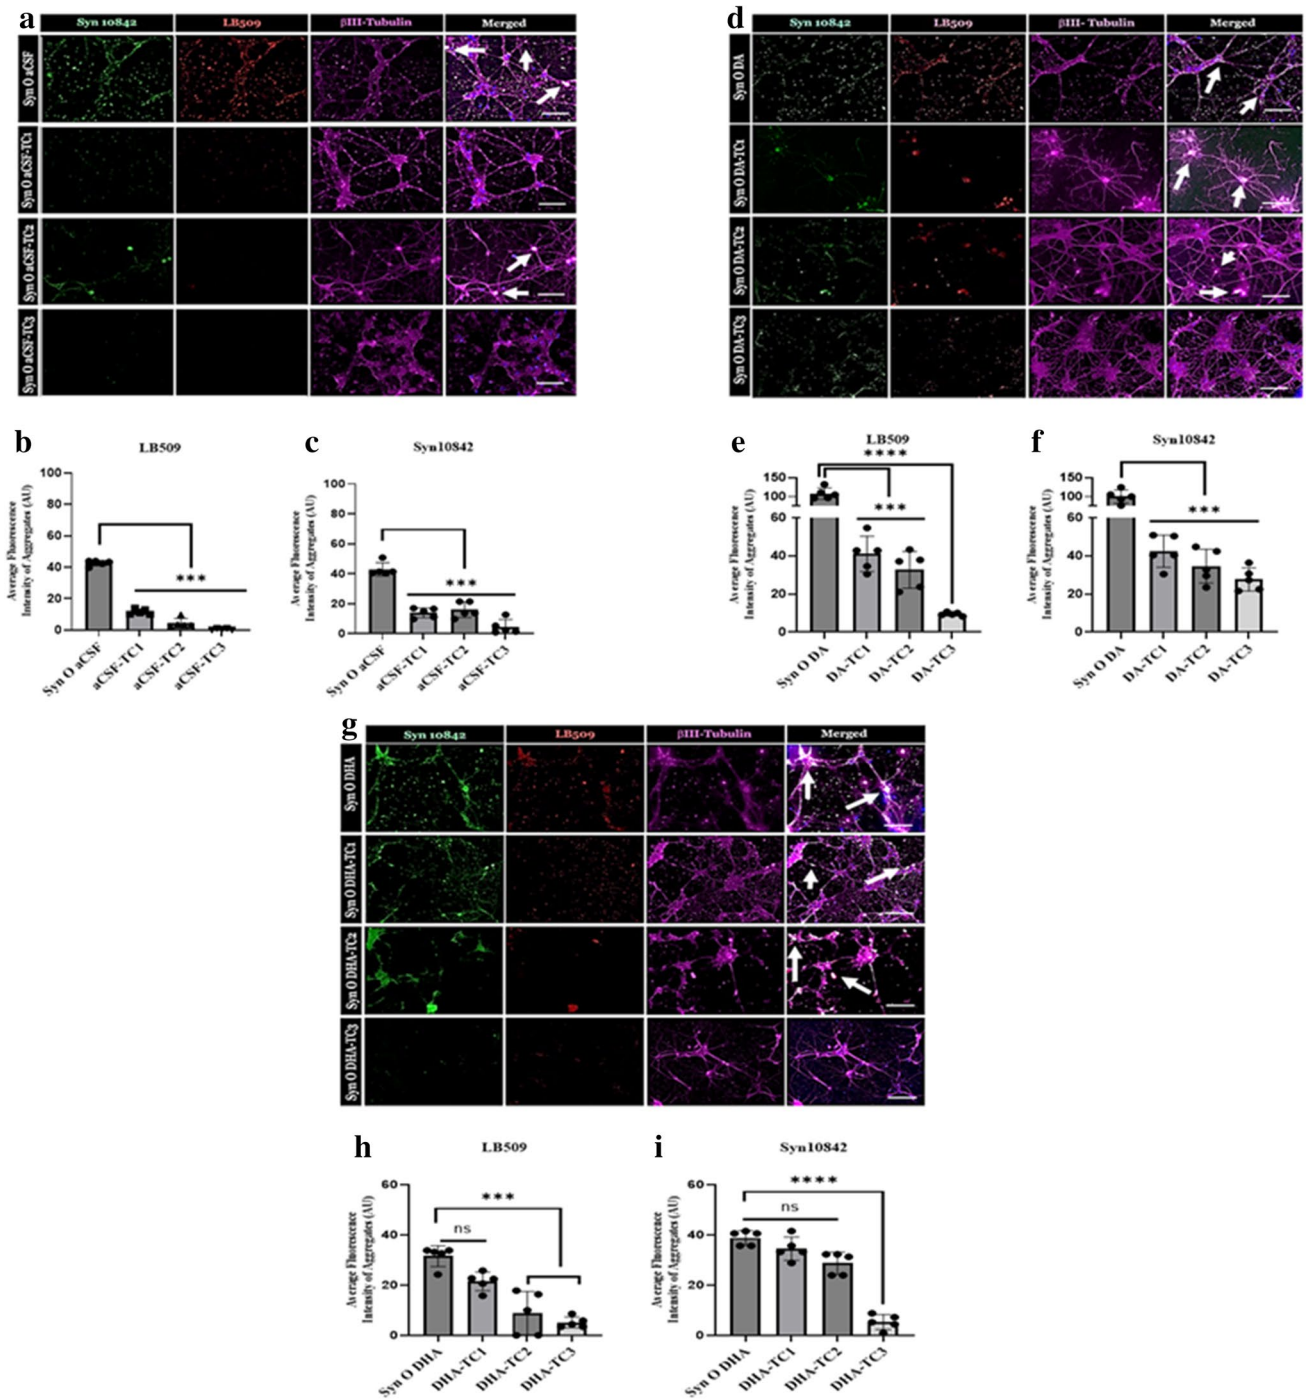 a
Syn 10842 LB509 βIII-Tubulin Merged
Syn O aCSF
Syn O aCSF-TC1
Syn O aCSF-TC2
Syn O aCSF-TC3
d
Syn 10842 LB509 βIII- Tubulin Merged
Syn O DA
Syn O DA-TC1
Syn O DA-TC2
Syn O DA-TC3
b
LB509
Average Fluorescence
Intensity of Aggregates (AU)
100
80
60
40
20
0
***
Syn O aCSF
aCSF-TC1
aCSF-TC2
aCSF-TC3
c
Syn10842
Average Fluorescence
Intensity of Aggregates (AU)
100
80
60
40
20
0
***
Syn O aCSF
aCSF-TC1
aCSF-TC2
aCSF-TC3
e
LB509
****
Average Fluorescence
Intensity of Aggregates (AU)
150
100
60
40
20
0
***
Syn O DA
DA-TC1
DA-TC2
DA-TC3
f
Syn10842
Average Fluorescence
Intensity of Aggregates (AU)
150
100
60
40
20
0
***
Syn O DA
DA-TC1
DA-TC2
DA-TC3
g
Syn 10842 LB509 βIII-Tubulin Merged
Syn O DHA
Syn O DHA-TC1
Syn O DHA-TC2
Syn O DHA-TC3
h
LB509
Average Fluorescence
Intensity of Aggregates (AU)
60
40
20
0
***
ns
Syn O DHA
DHA-TC1
DHA-TC2
DHA-TC3
i
Syn10842
Average Fluorescence
Intensity of Aggregates (AU)
60
40
20
0
****
ns
Syn O DHA
DHA-TC1
DHA-TC2
DHA-TC3